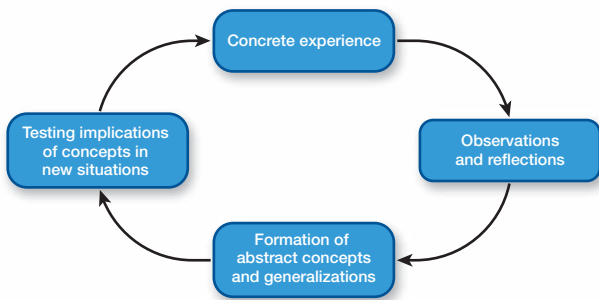 Concrete experience
Observations
and reflections
Formation of
abstract concepts
and generalizations
Testing implications
of concepts in
new situations